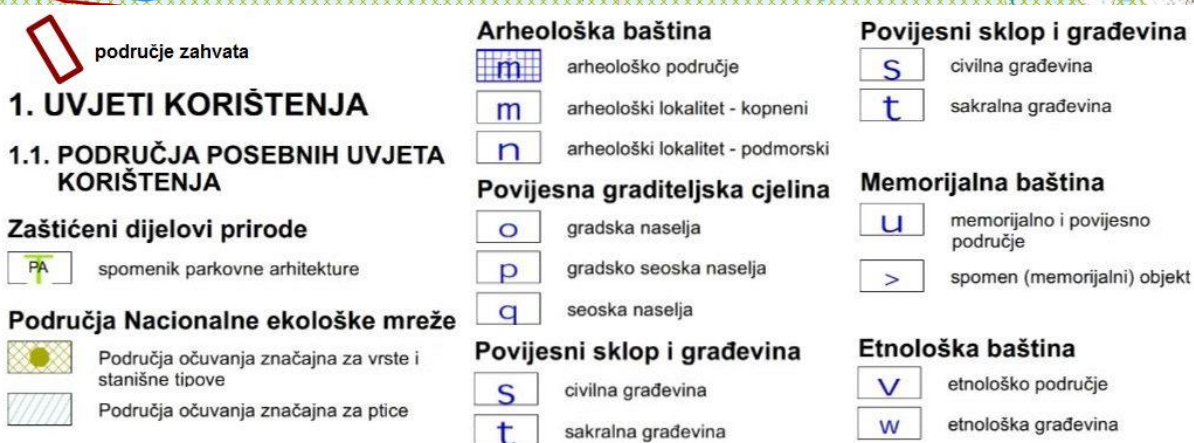 područje zahvata
1. UVJETI KORIŠTENJA
1.1. PODRUČJA POSEBNIH UVJETA
KORIŠTENJA
Zaštićeni dijelovi prirode
PA spomenik parkovne arhitekture
Područja Nacionalne ekološke mreže
Područja očuvanja značajna za vrste i
stanišne tipove
Područja očuvanja značajna za ptice
Arheološka baština
m arheološko područje
m arheološki lokalitet - kopneni
n arheološki lokalitet - podmorski
Povijesna graditeljska cjelina
o gradska naselja
p gradsko seoska naselja
q seoska naselja
Povijesni sklop i građevina
s civilna građevina
t sakralna građevina
Povijesni sklop i građevina
s civilna građevina
t sakralna građevina
Memorijalna baština
u memorijalno i povijesno
područje
> spomen (memorijalni) objekt
Etnološka baština
v etnološko područje
w etnološka građevina